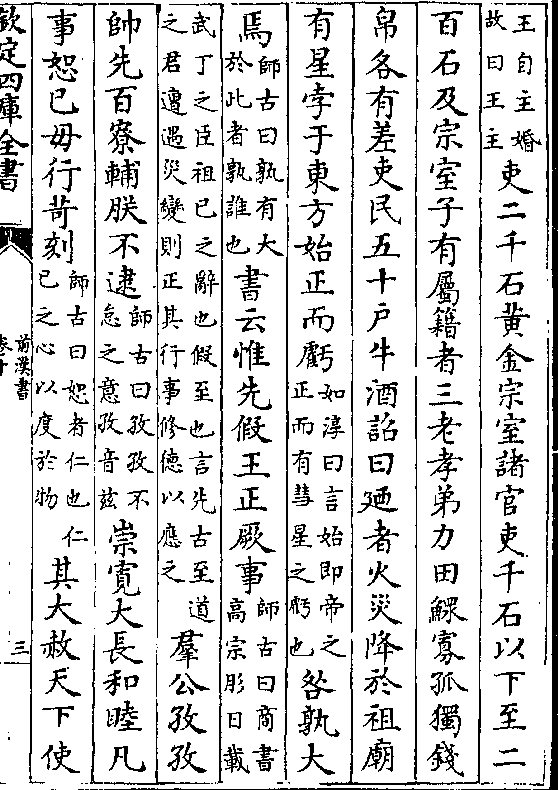 王自主婚故曰王主吏二千石黄金宗室諸官吏千石以下至二
百石及宗室子有屬籍者三老孝弟力田鰥寡孤獨錢
帛各有差吏民五十戸牛酒詔曰廼者火災降於祖廟
有星孛于東方始正而虧如淳曰言始即帝之正而有彗星之虧也咎孰大
焉師古曰孰有大於此者孰誰也書云惟先假王正厥事師古曰商書高宗肜日載
武丁之臣祖已之辭也假至也言先古至道之君遭遇災變則正其行事修德以應之羣公孜孜
帥先百寮輔朕不逮師古曰孜孜不怠之意孜音兹崇寛大長和睦凡
事恕已毋行苛刻師古曰恕者仁也仁已之心以度於物其大赦天下使
欽定四庫全書
前漢書
卷十
三